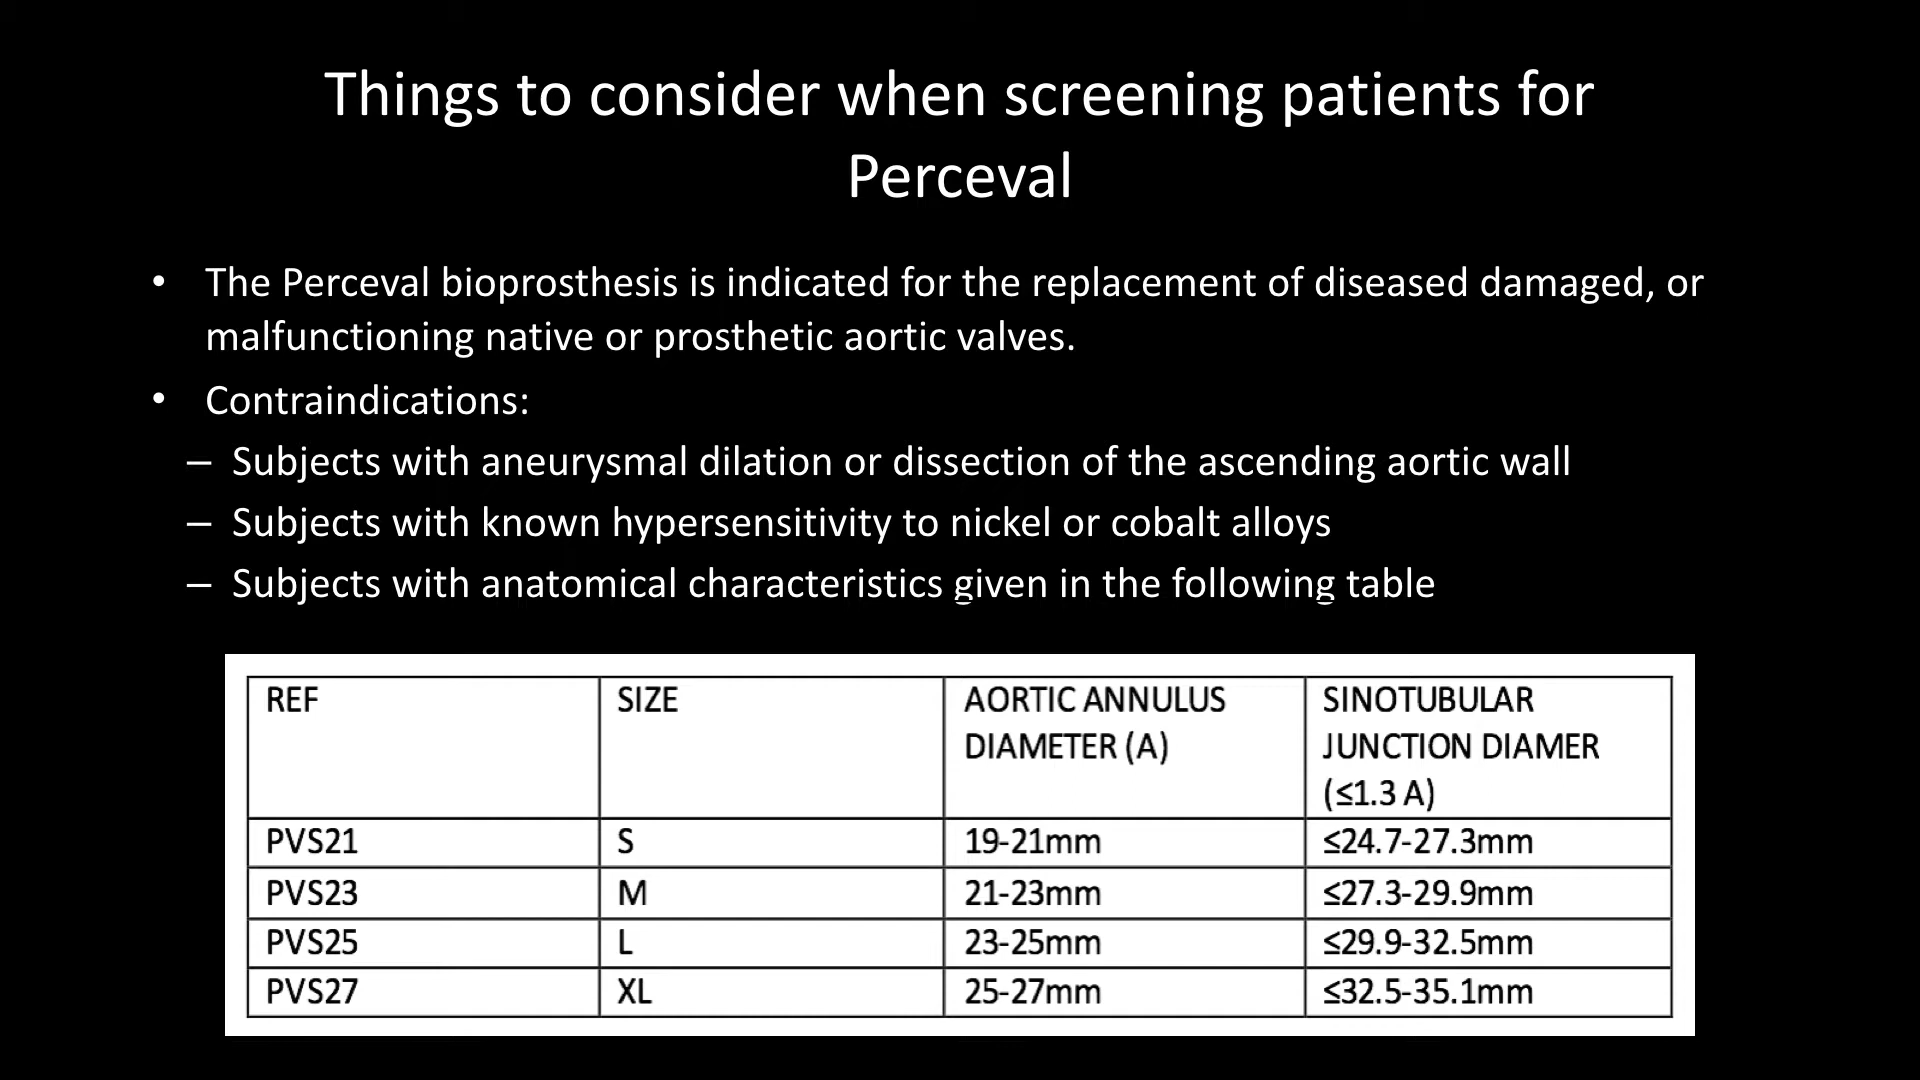 Things to consider when screening patients for
Perceval
• The Perceval bioprosthesis is indicated for the replacement of diseased damaged, or
malfunctioning native or prosthetic aortic valves.
• Contraindications:
– Subjects with aneurysmal dilation or dissection of the ascending aortic wall
– Subjects with known hypersensitivity to nickel or cobalt alloys
– Subjects with anatomical characteristics given in the following table
REF SIZE AORTIC ANNULUS SINOTUBULAR
DIAMETER (A) JUNCTION DIAMER
(≤1.3 A)
PVS21 S 19-21mm ≤24.7-27.3mm
PVS23 M 21-23mm ≤27.3-29.9mm
PVS25 L 23-25mm ≤29.9-32.5mm
PVS27 XL 25-27mm ≤32.5-35.1mm